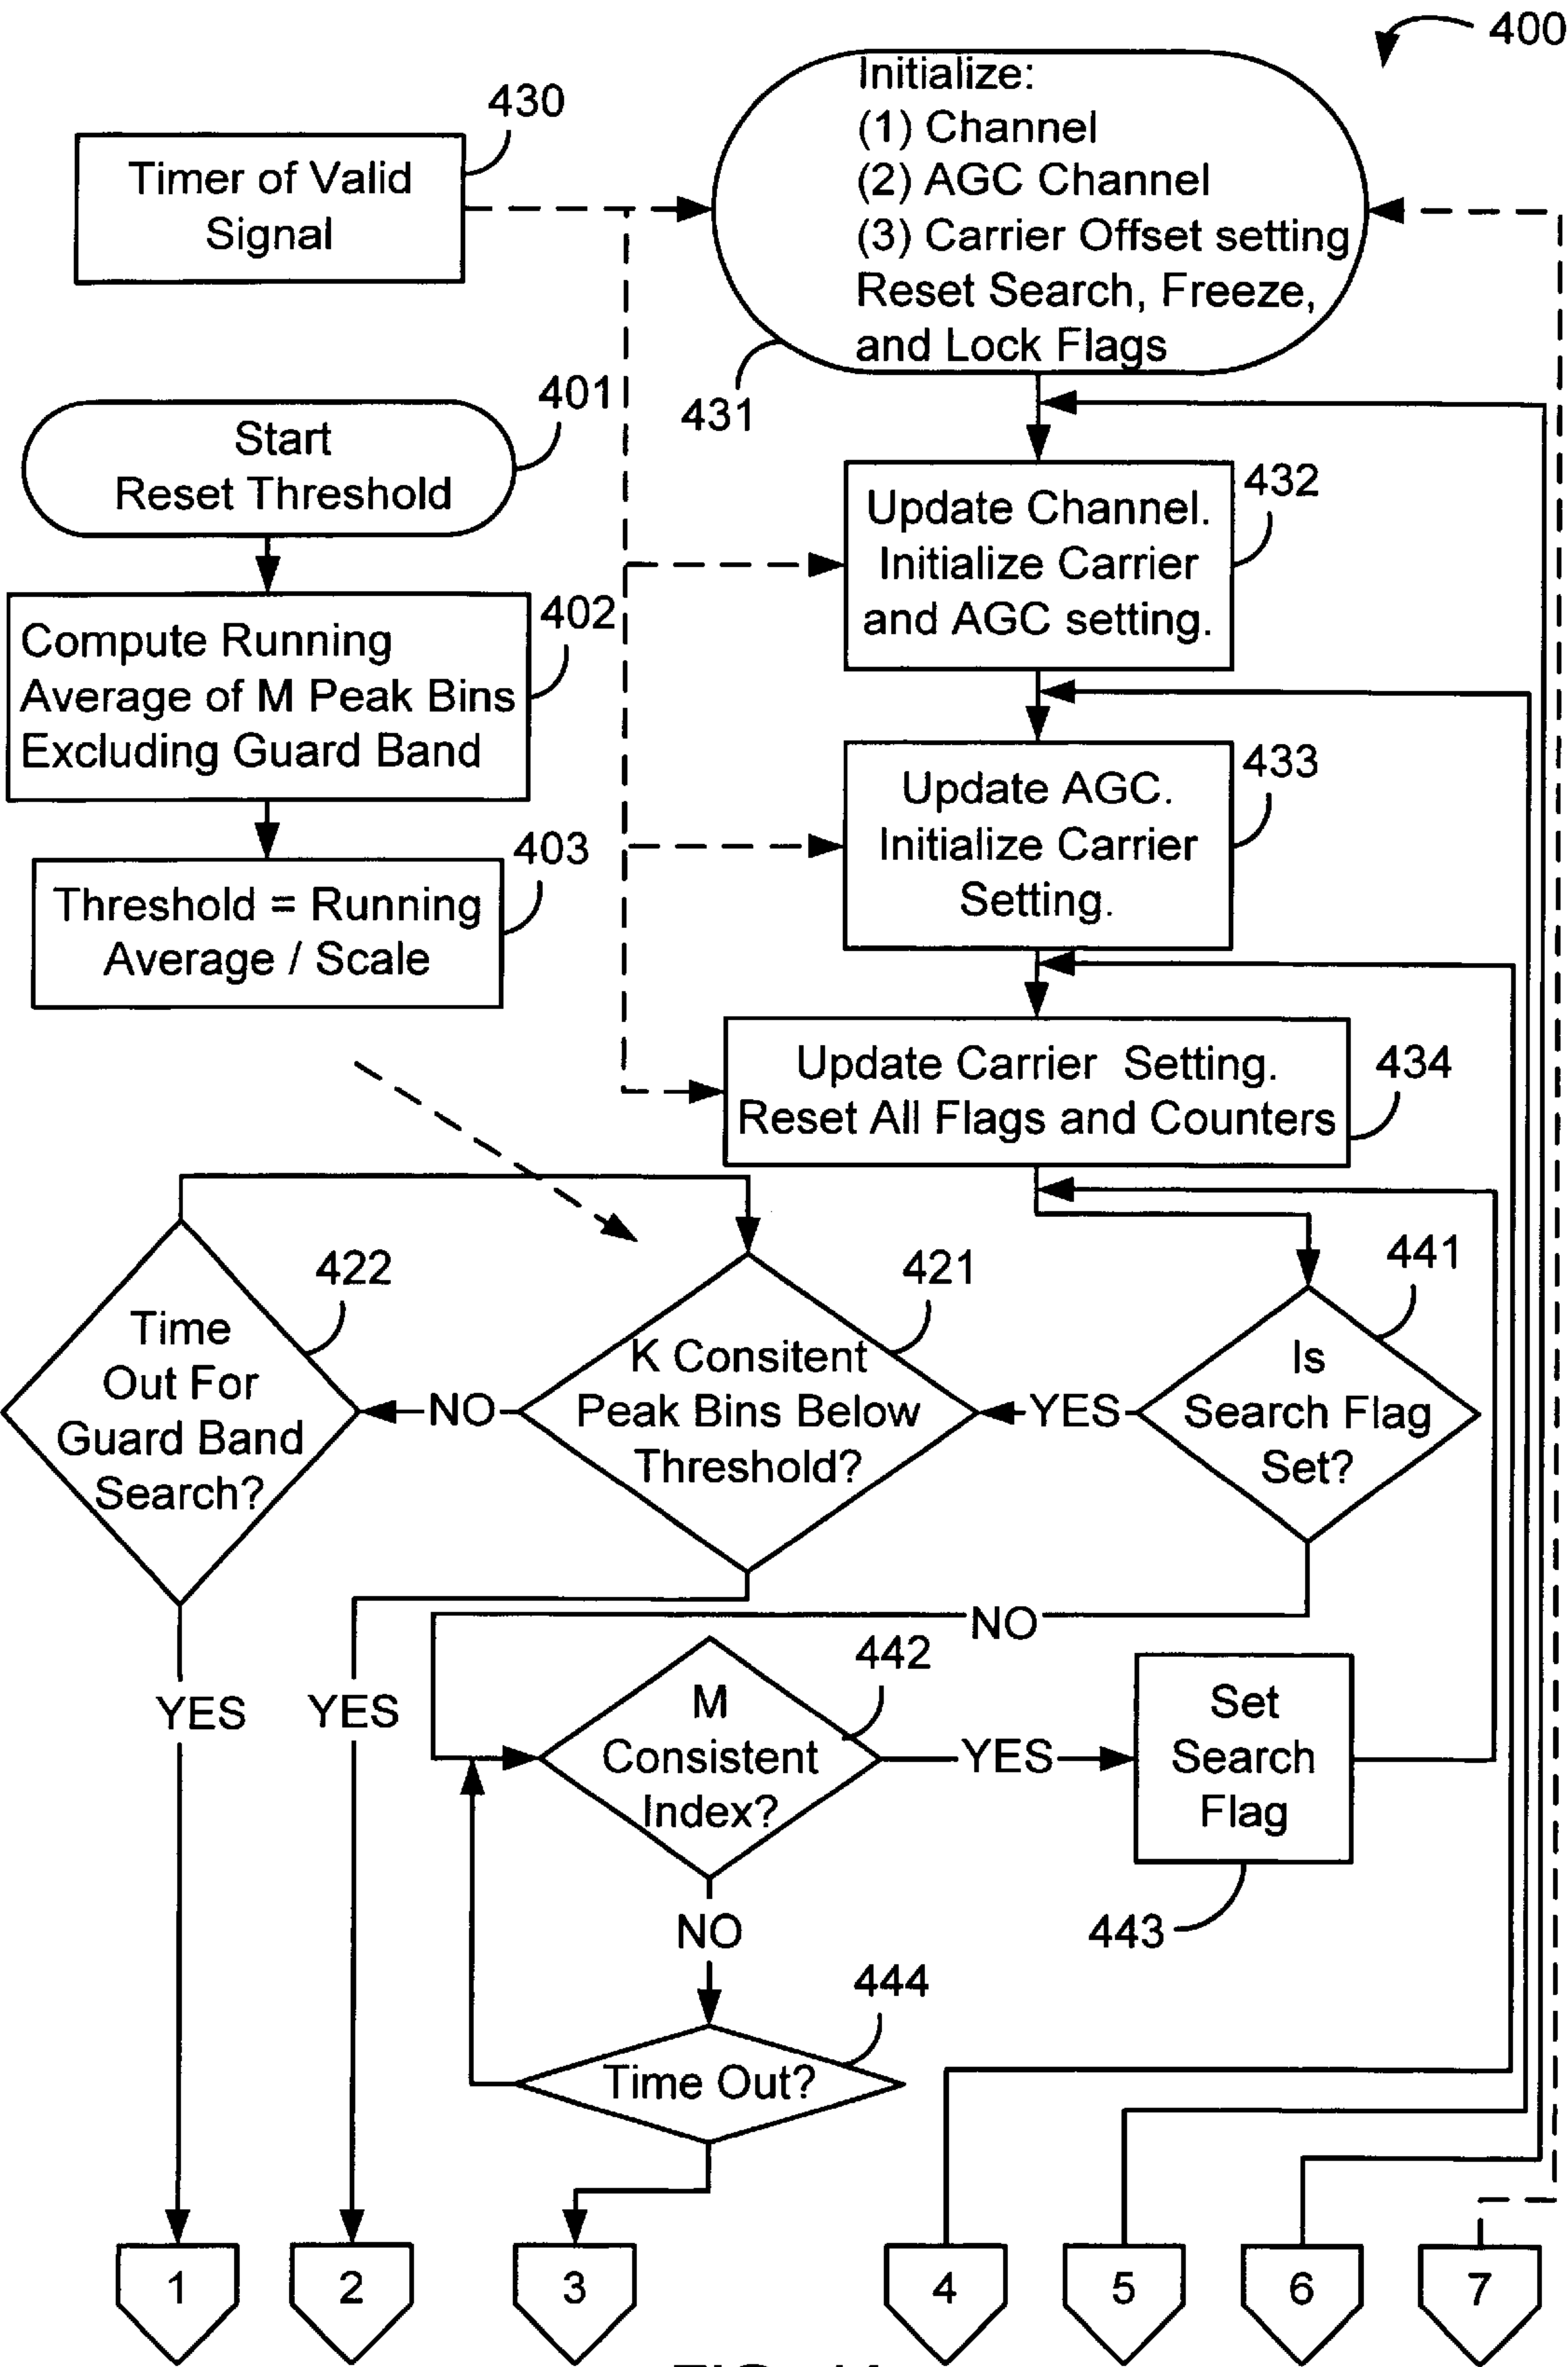 400
430
Timer of Valid
Signal
Initialize:
(1) Channel
(2) AGC Channel
(3) Carrier Offset setting
Reset Search, Freeze,
and Lock Flags
431
401
Start
Reset Threshold
432
Update Channel.
Initialize Carrier
and AGC setting.
402
Compute Running
Average of M Peak Bins
Excluding Guard Band
433
Update AGC.
Initialize Carrier
Setting.
403
Threshold = Running
Average / Scale
434
Update Carrier Setting.
Reset All Flags and Counters
422
Time
Out For
Guard Band
Search?
NO
421
K Consitent
Peak Bins Below
Threshold?
YES
441
Is
Search Flag
Set?
NO
YES
YES
442
M
Consistent
Index?
YES
Set
Search
Flag
443
NO
444
Time Out?
1
2
3
4
5
6
7